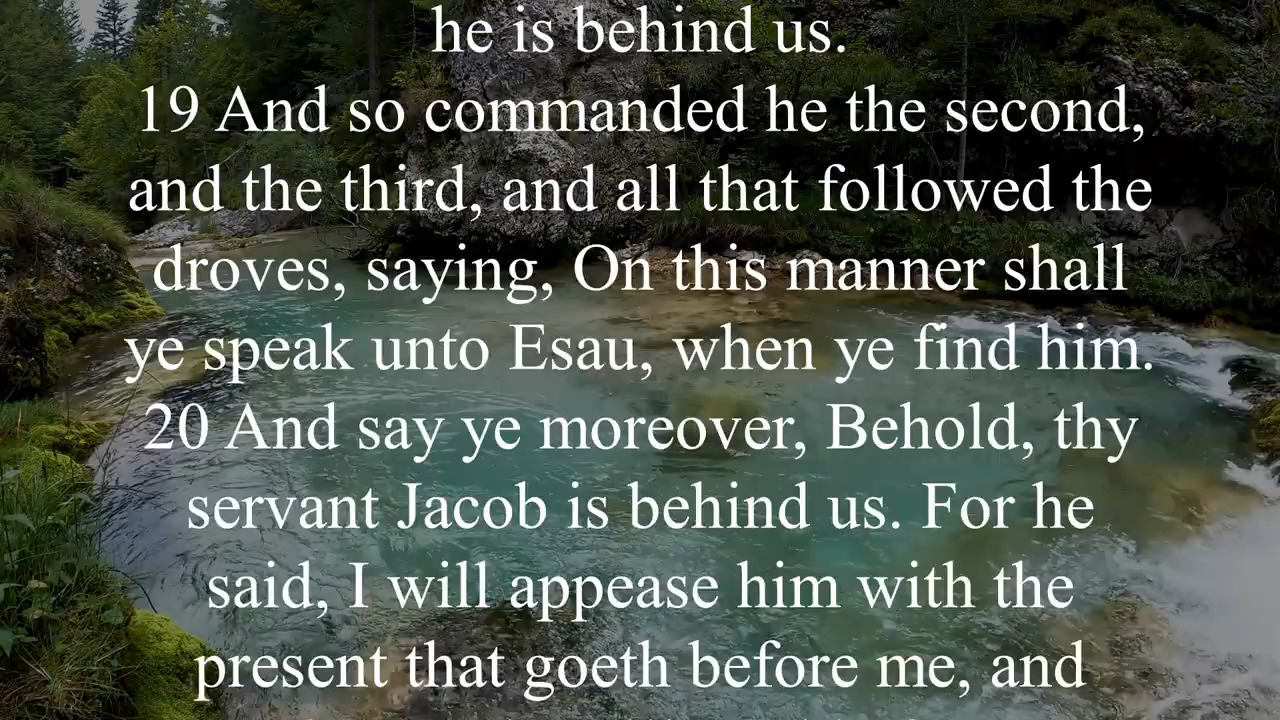 he is behind us.
19 And so commanded he the second,
and the third, and all that followed the
droves, saying, On this manner shall
ye speak unto Esau, when ye find him.
20 And say ye moreover, Behold, thy
servant Jacob is behind us. For he
said, I will appease him with the
present that goeth before me, and